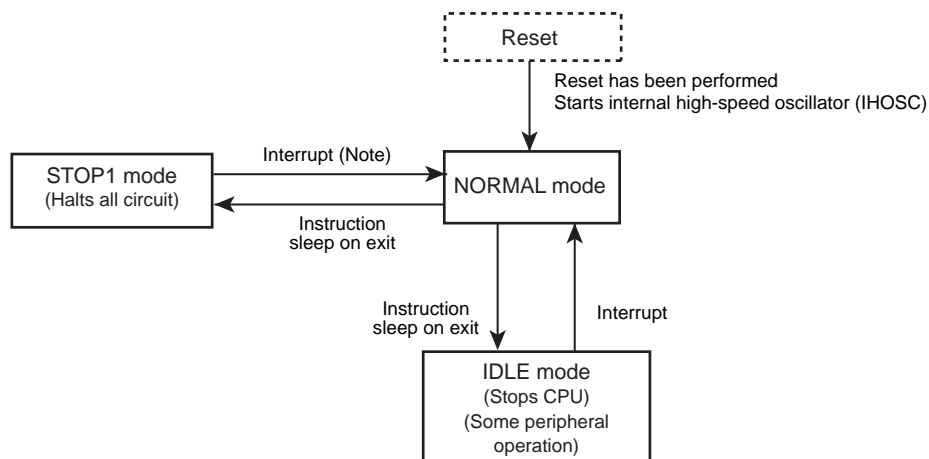 Reset
Reset has been performed
Starts internal high-speed oscillator (IHOSC)
STOP1 mode
(Halts all circuit)
Interrupt (Note)
Instruction
sleep on exit
NORMAL mode
Instruction
sleep on exit
Interrupt
IDLE mode
(Stops CPU)
(Some peripheral
operation)